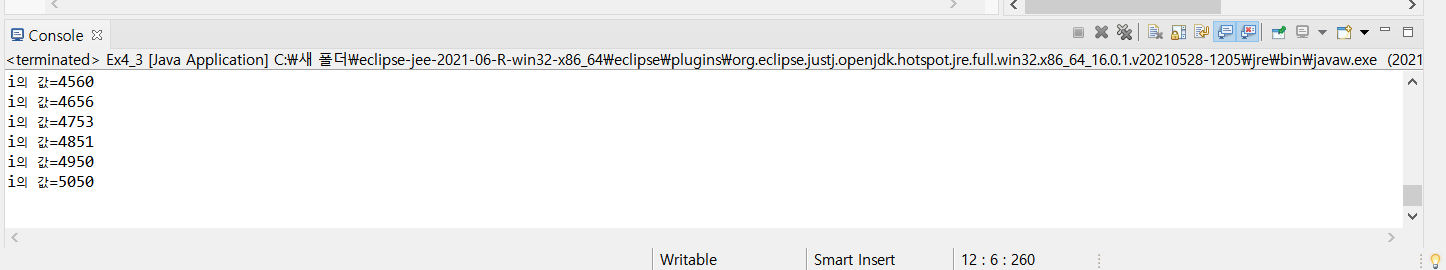 Console
<terminated> Ex4_3 [Java Application] C:₩새 폴더₩eclipse-jee-2021-06-R-win32-x86_64₩eclipse₩plugins₩org.eclipse.justj.openjdk.hotspot.jre.full.win32.x86_64_16.0.1.v20210528-1205₩jre₩bin₩javaw.exe (2021
i의 값=4560
i의 값=4656
i의 값=4753
i의 값=4851
i의 값=4950
i의 값=5050
Writable Smart Insert 12 : 6 : 260